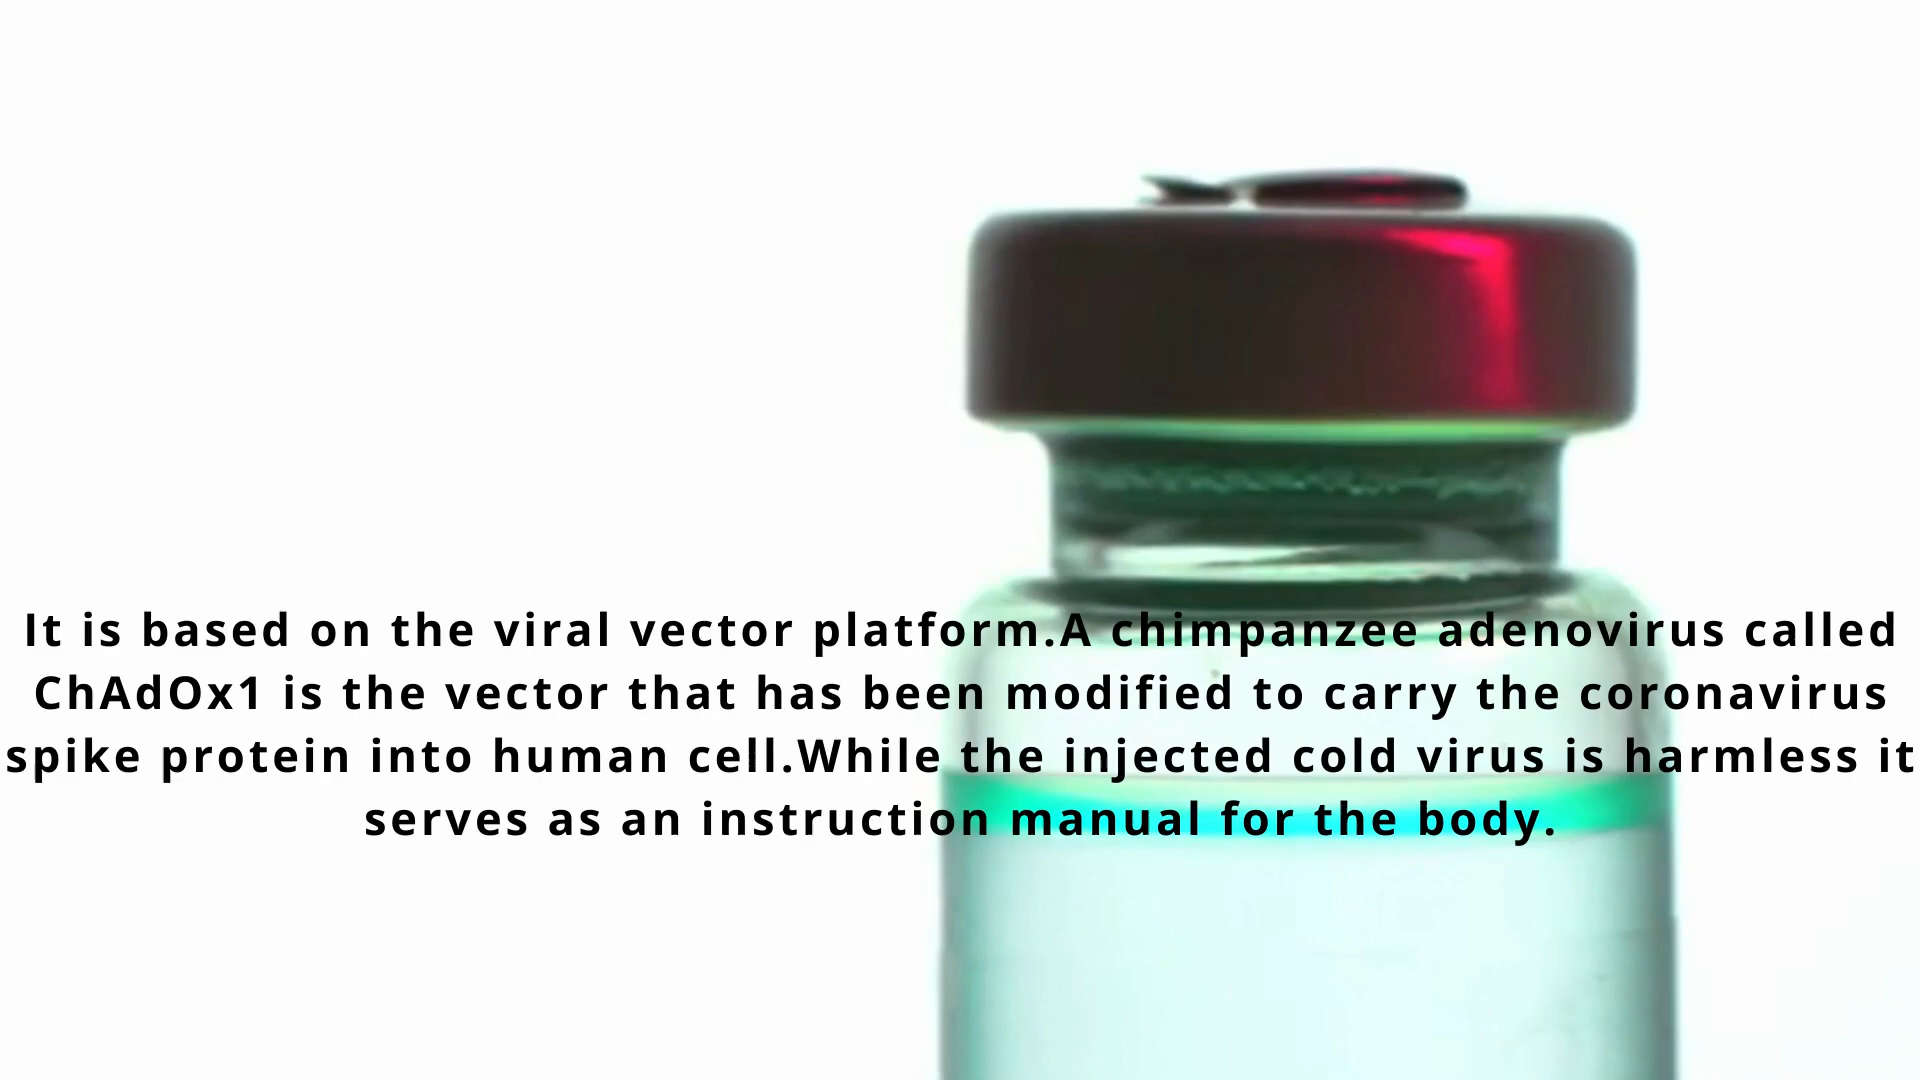 It is based on the viral vector platform.A chimpanzee adenovirus called
ChAdOx1 is the vector that has been modified to carry the coronavirus
spike protein into human cell.While the injected cold virus is harmless it
serves as an instruction manual for the body.